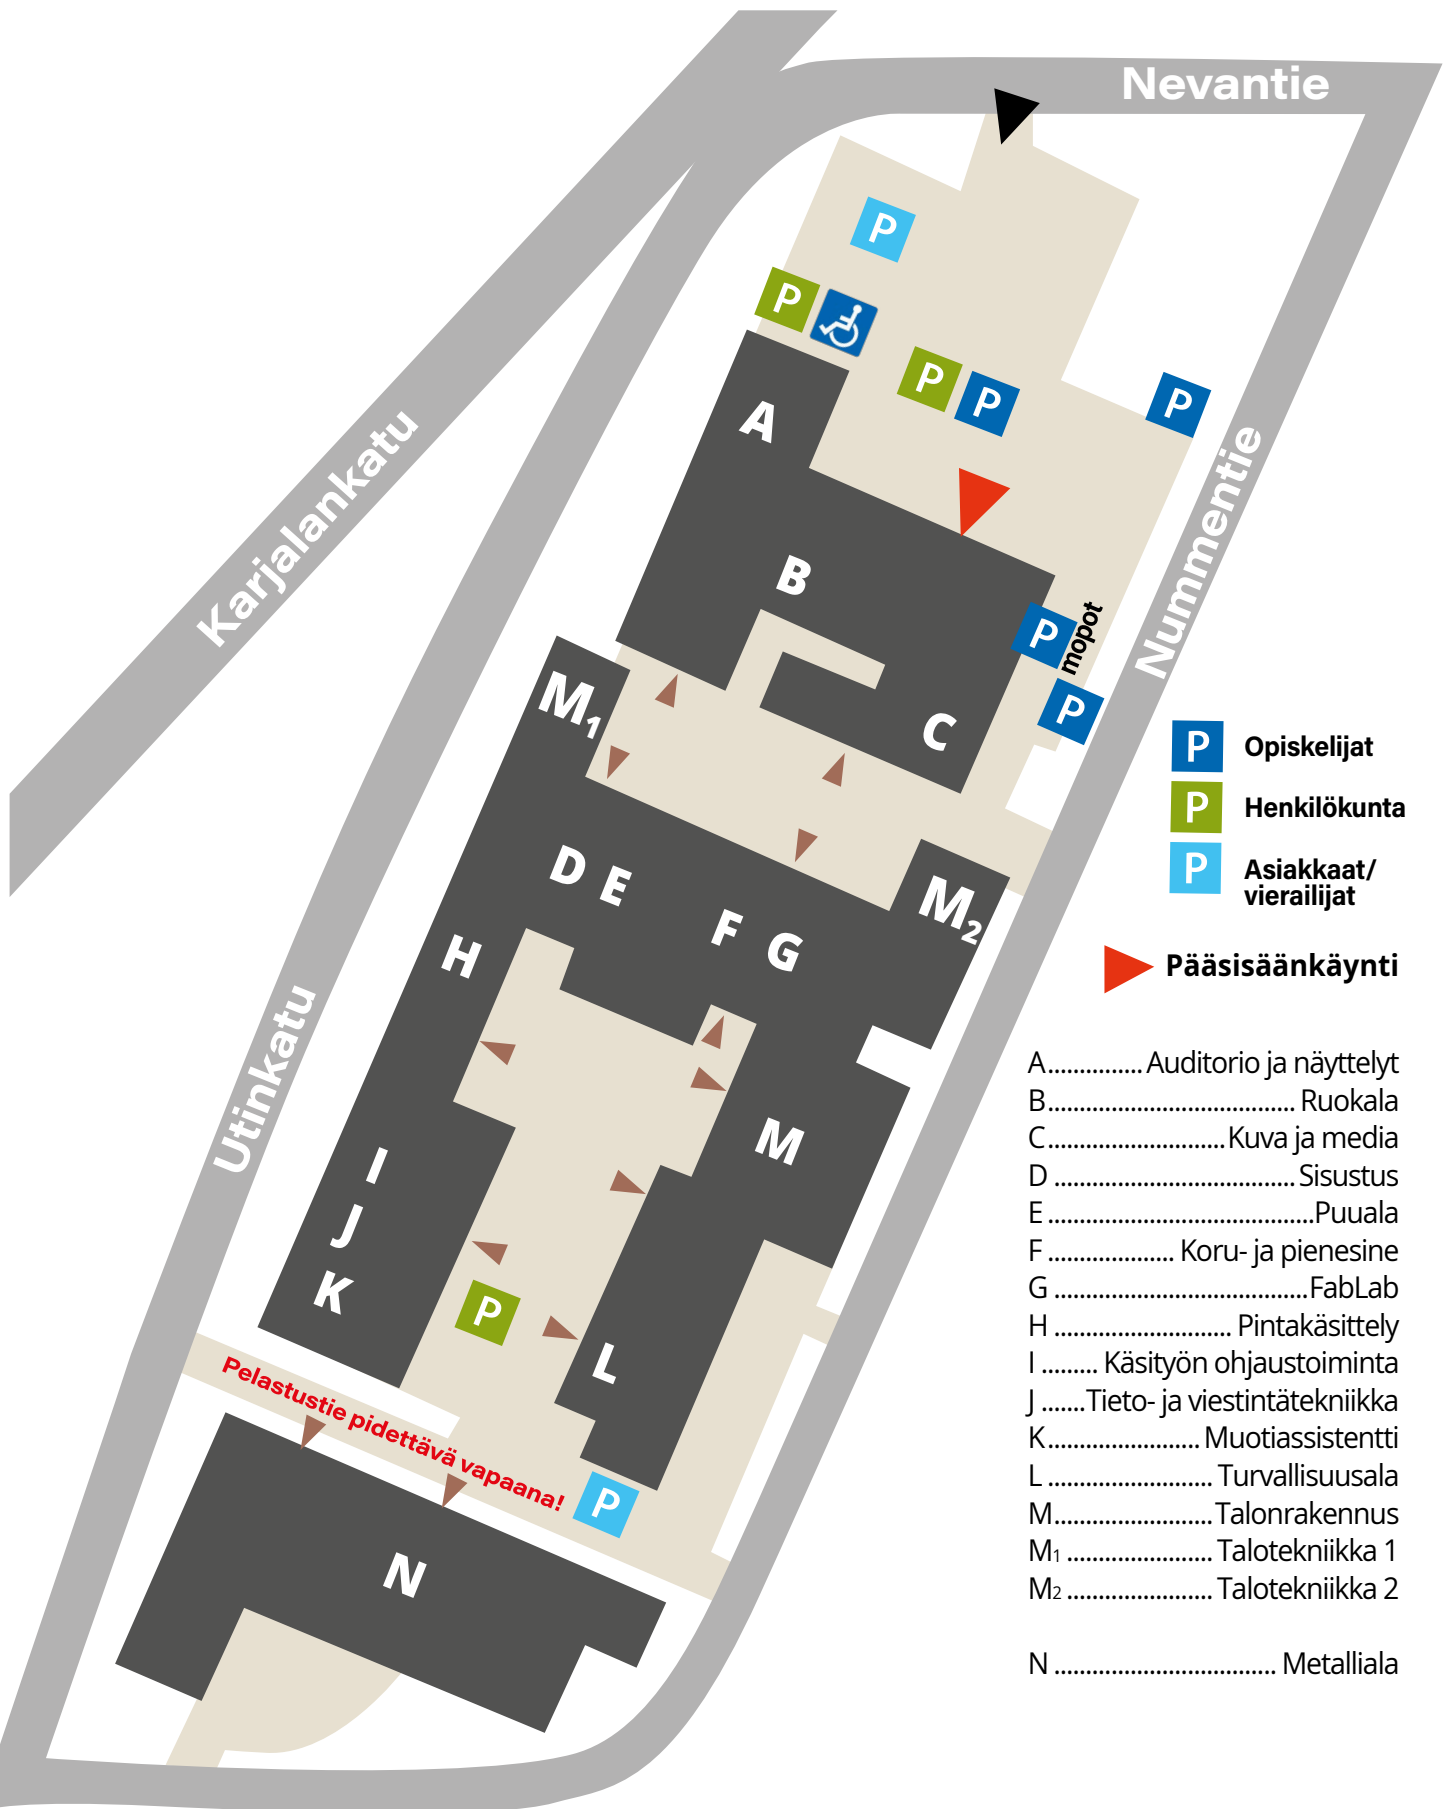 Nevantie
P
P
P
P
P
A
Karjalankatu
Nummentie
B
P
mopot
M1
P
C
P Opiskelijat
P Henkilökunta
P Asiakkaat/
vierailijat
D E
M2
F G
H
Pääsisäänkäynti
Utinkatu
M
I
J
K
P
L
Pelastustie pidettävä vapaana!
P
N
A............... Auditorio ja näyttelyt
B....................................... Ruokala
C............................Kuva ja media
D ......................................Sisustus
E ..........................................Puuala
F .................... Koru- ja pienesine
G ........................................FabLab
H ............................ Pintakäsittely
I ......... Käsityön ohjaustoiminta
J .......Tieto- ja viestintätekniikka
K........................ Muotiassistentti
L .......................... Turvallisuusala
M.........................Talonrakennus
M1 ....................... Talotekniikka 1
M2 ....................... Talotekniikka 2
N ................................... Metalliala